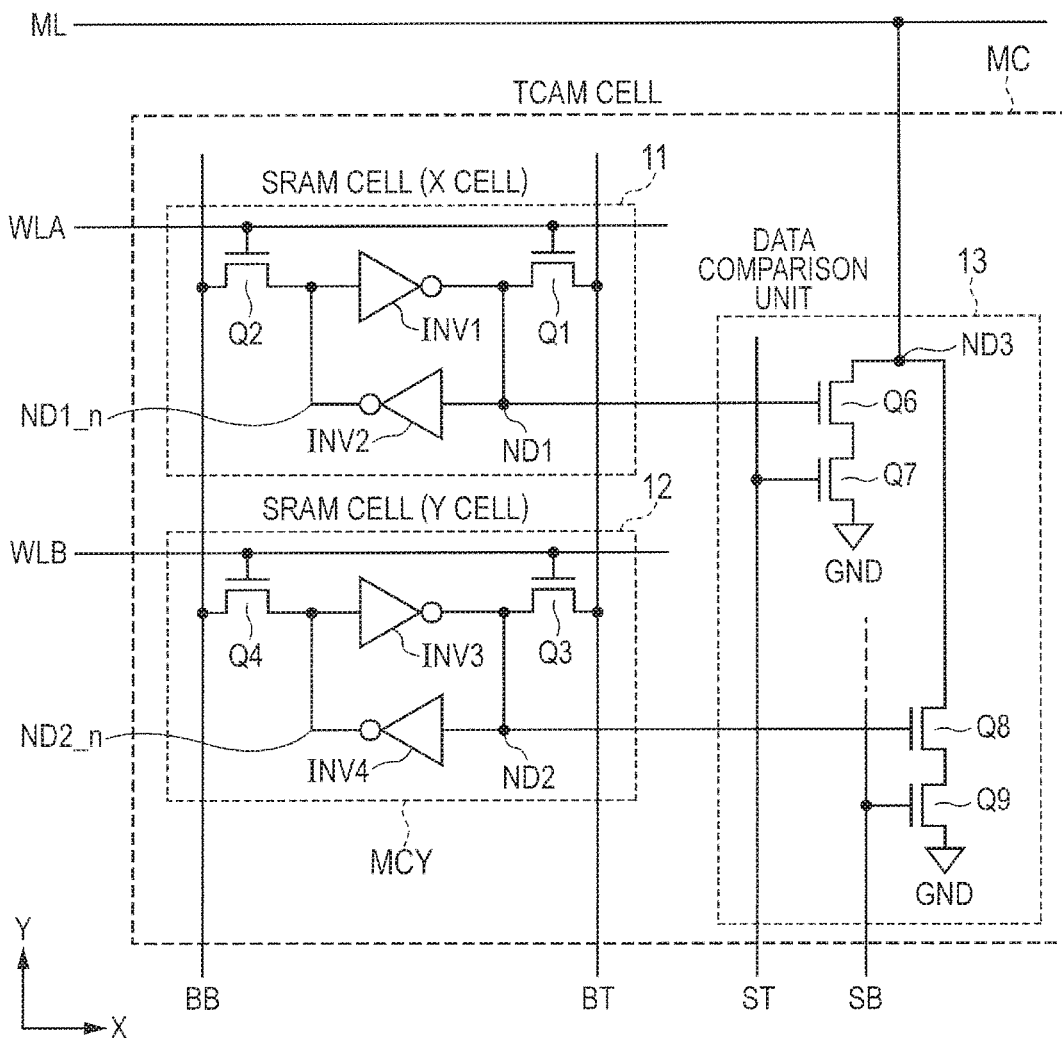 ML
MC
TCAM CELL
SRAM CELL (X CELL)
11
WLA
DATA
COMPARISON
UNIT
13
Q2
INV1
Q1
ND3
Q6
ND1_n
INV2
ND1
Q7
SRAM CELL (Y CELL)
12
WLB
GND
Q4
INV3
Q3
ND2_n
INV4
ND2
Q8
Q9
MCY
GND
Y
X
BB
BT
ST
SB